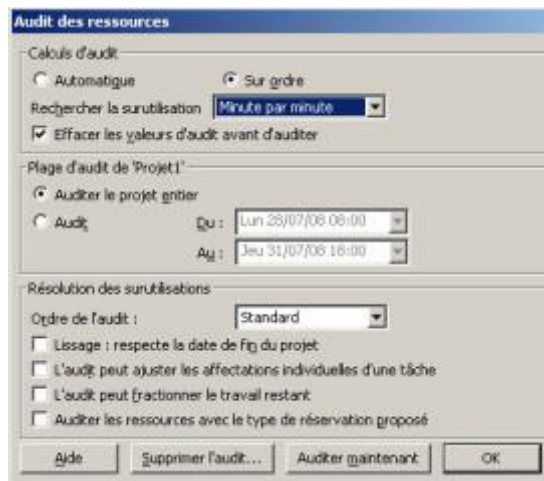 Audit des ressources
Calculs d'audit
Automatique Sur ordre
Rechercher la surutilisation Minute par minute
Effacer les valeurs d'audit avant d'auditer
Plage d'audit de 'Projet1'
Auditer le projet entier
Audit Du : Lun 28/07/08 08:00
Au : Jeu 31/07/08 18:00
Résolution des surutilisations
Ordre de l'audit : Standard
Lissage : respecte la date de fin du projet
L'audit peut ajuster les affectations individuelles d'une tâche
L'audit peut fractionner le travail restant
Auditer les ressources avec le type de réservation proposé
Aide Supprimer l'audit... Auditer maintenant OK